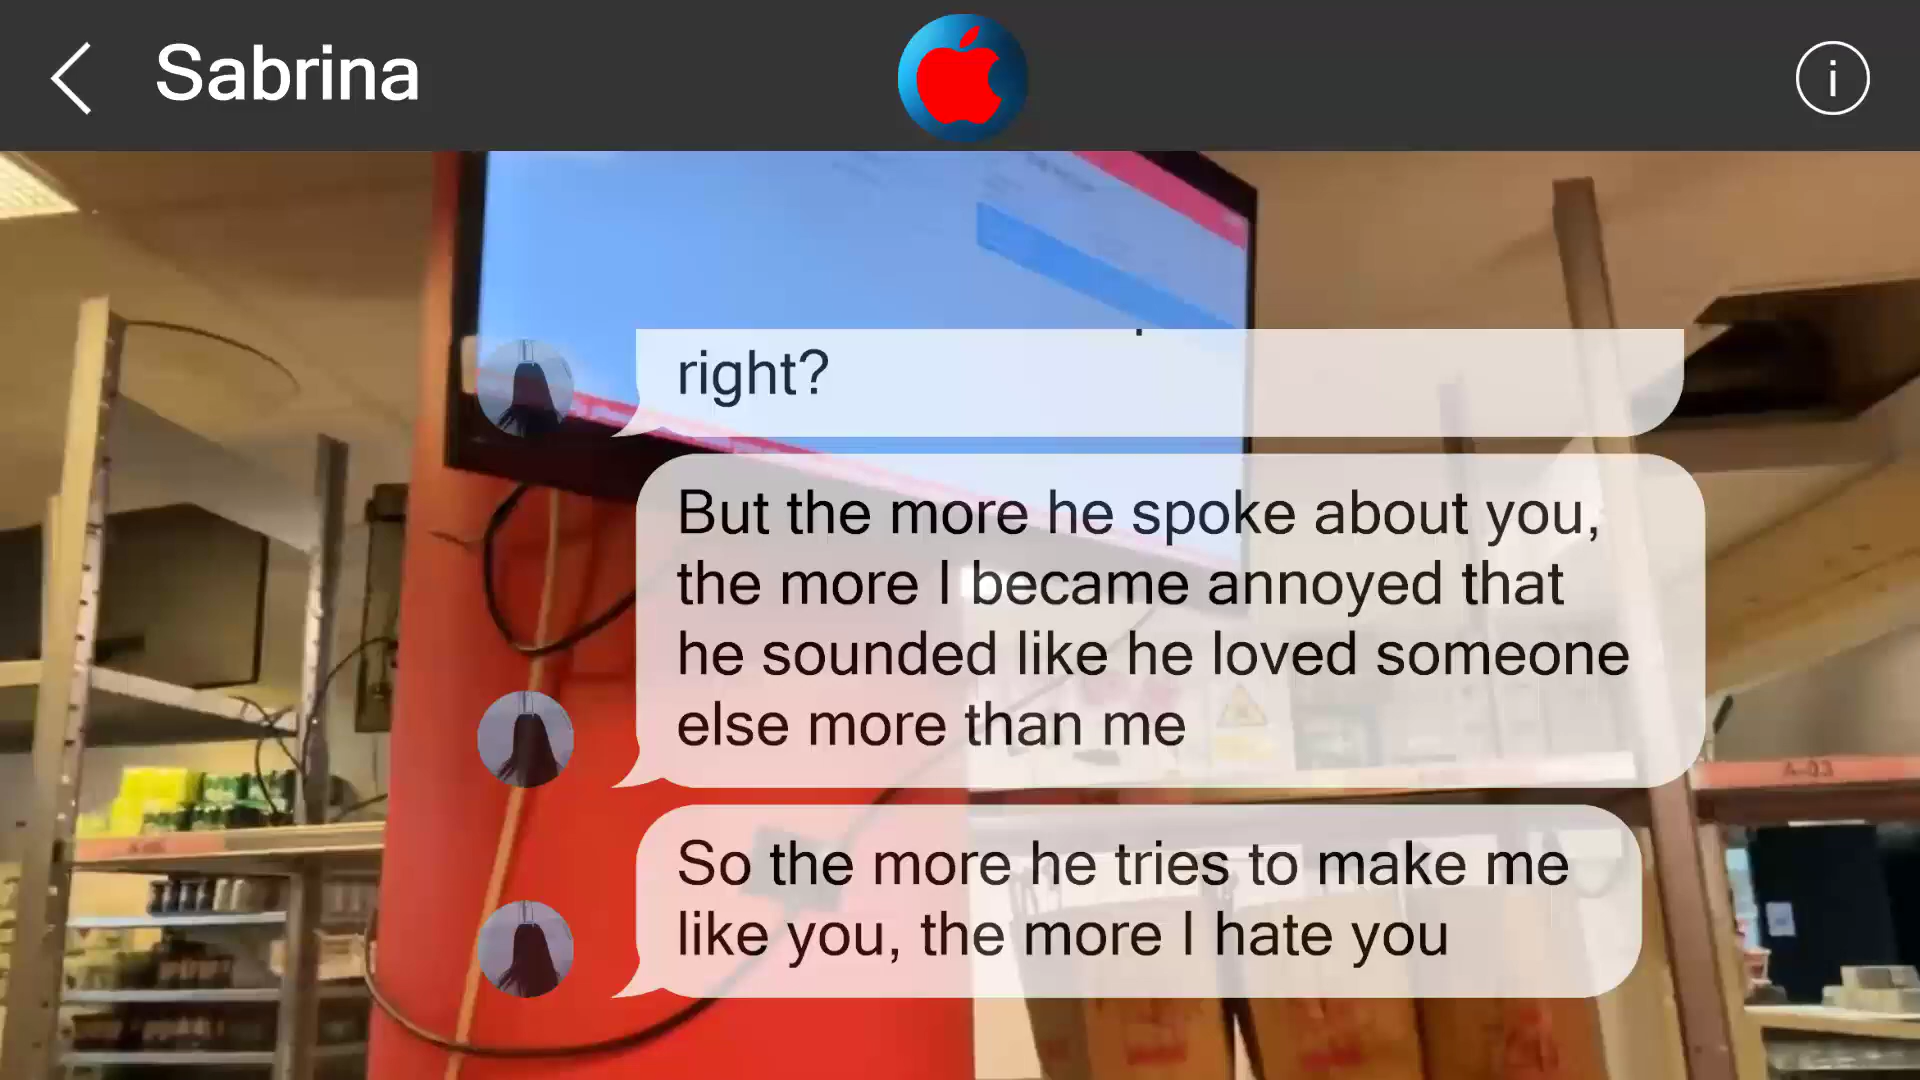 Sabrina
i
right?
But the more he spoke about you,
the more I became annoyed that
he sounded like he loved someone
else more than me
So the more he tries to make me
like you, the more I hate you
A-03